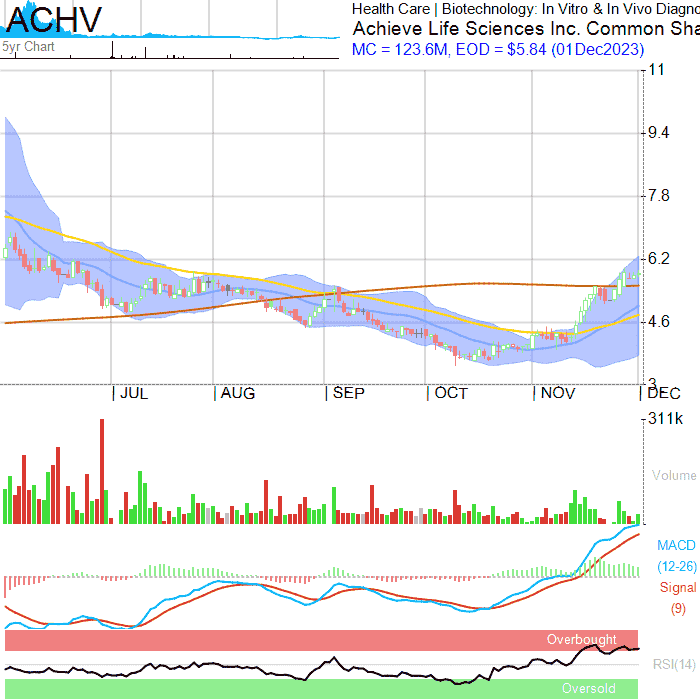 ACHV
5yr Chart
Health Care | Biotechnology: In Vitro & In Vivo Diagno
Achieve Life Sciences Inc. Common Sha
MC = 123.6M, EOD = $5.84 (01Dec2023)
11
9.4
7.8
6.2
4.6
3
JUL AUG SEP OCT NOV DEC
311k
Volume
MACD
(12-26)
Signal
(9)
Overbought
RSI(14)
Oversold